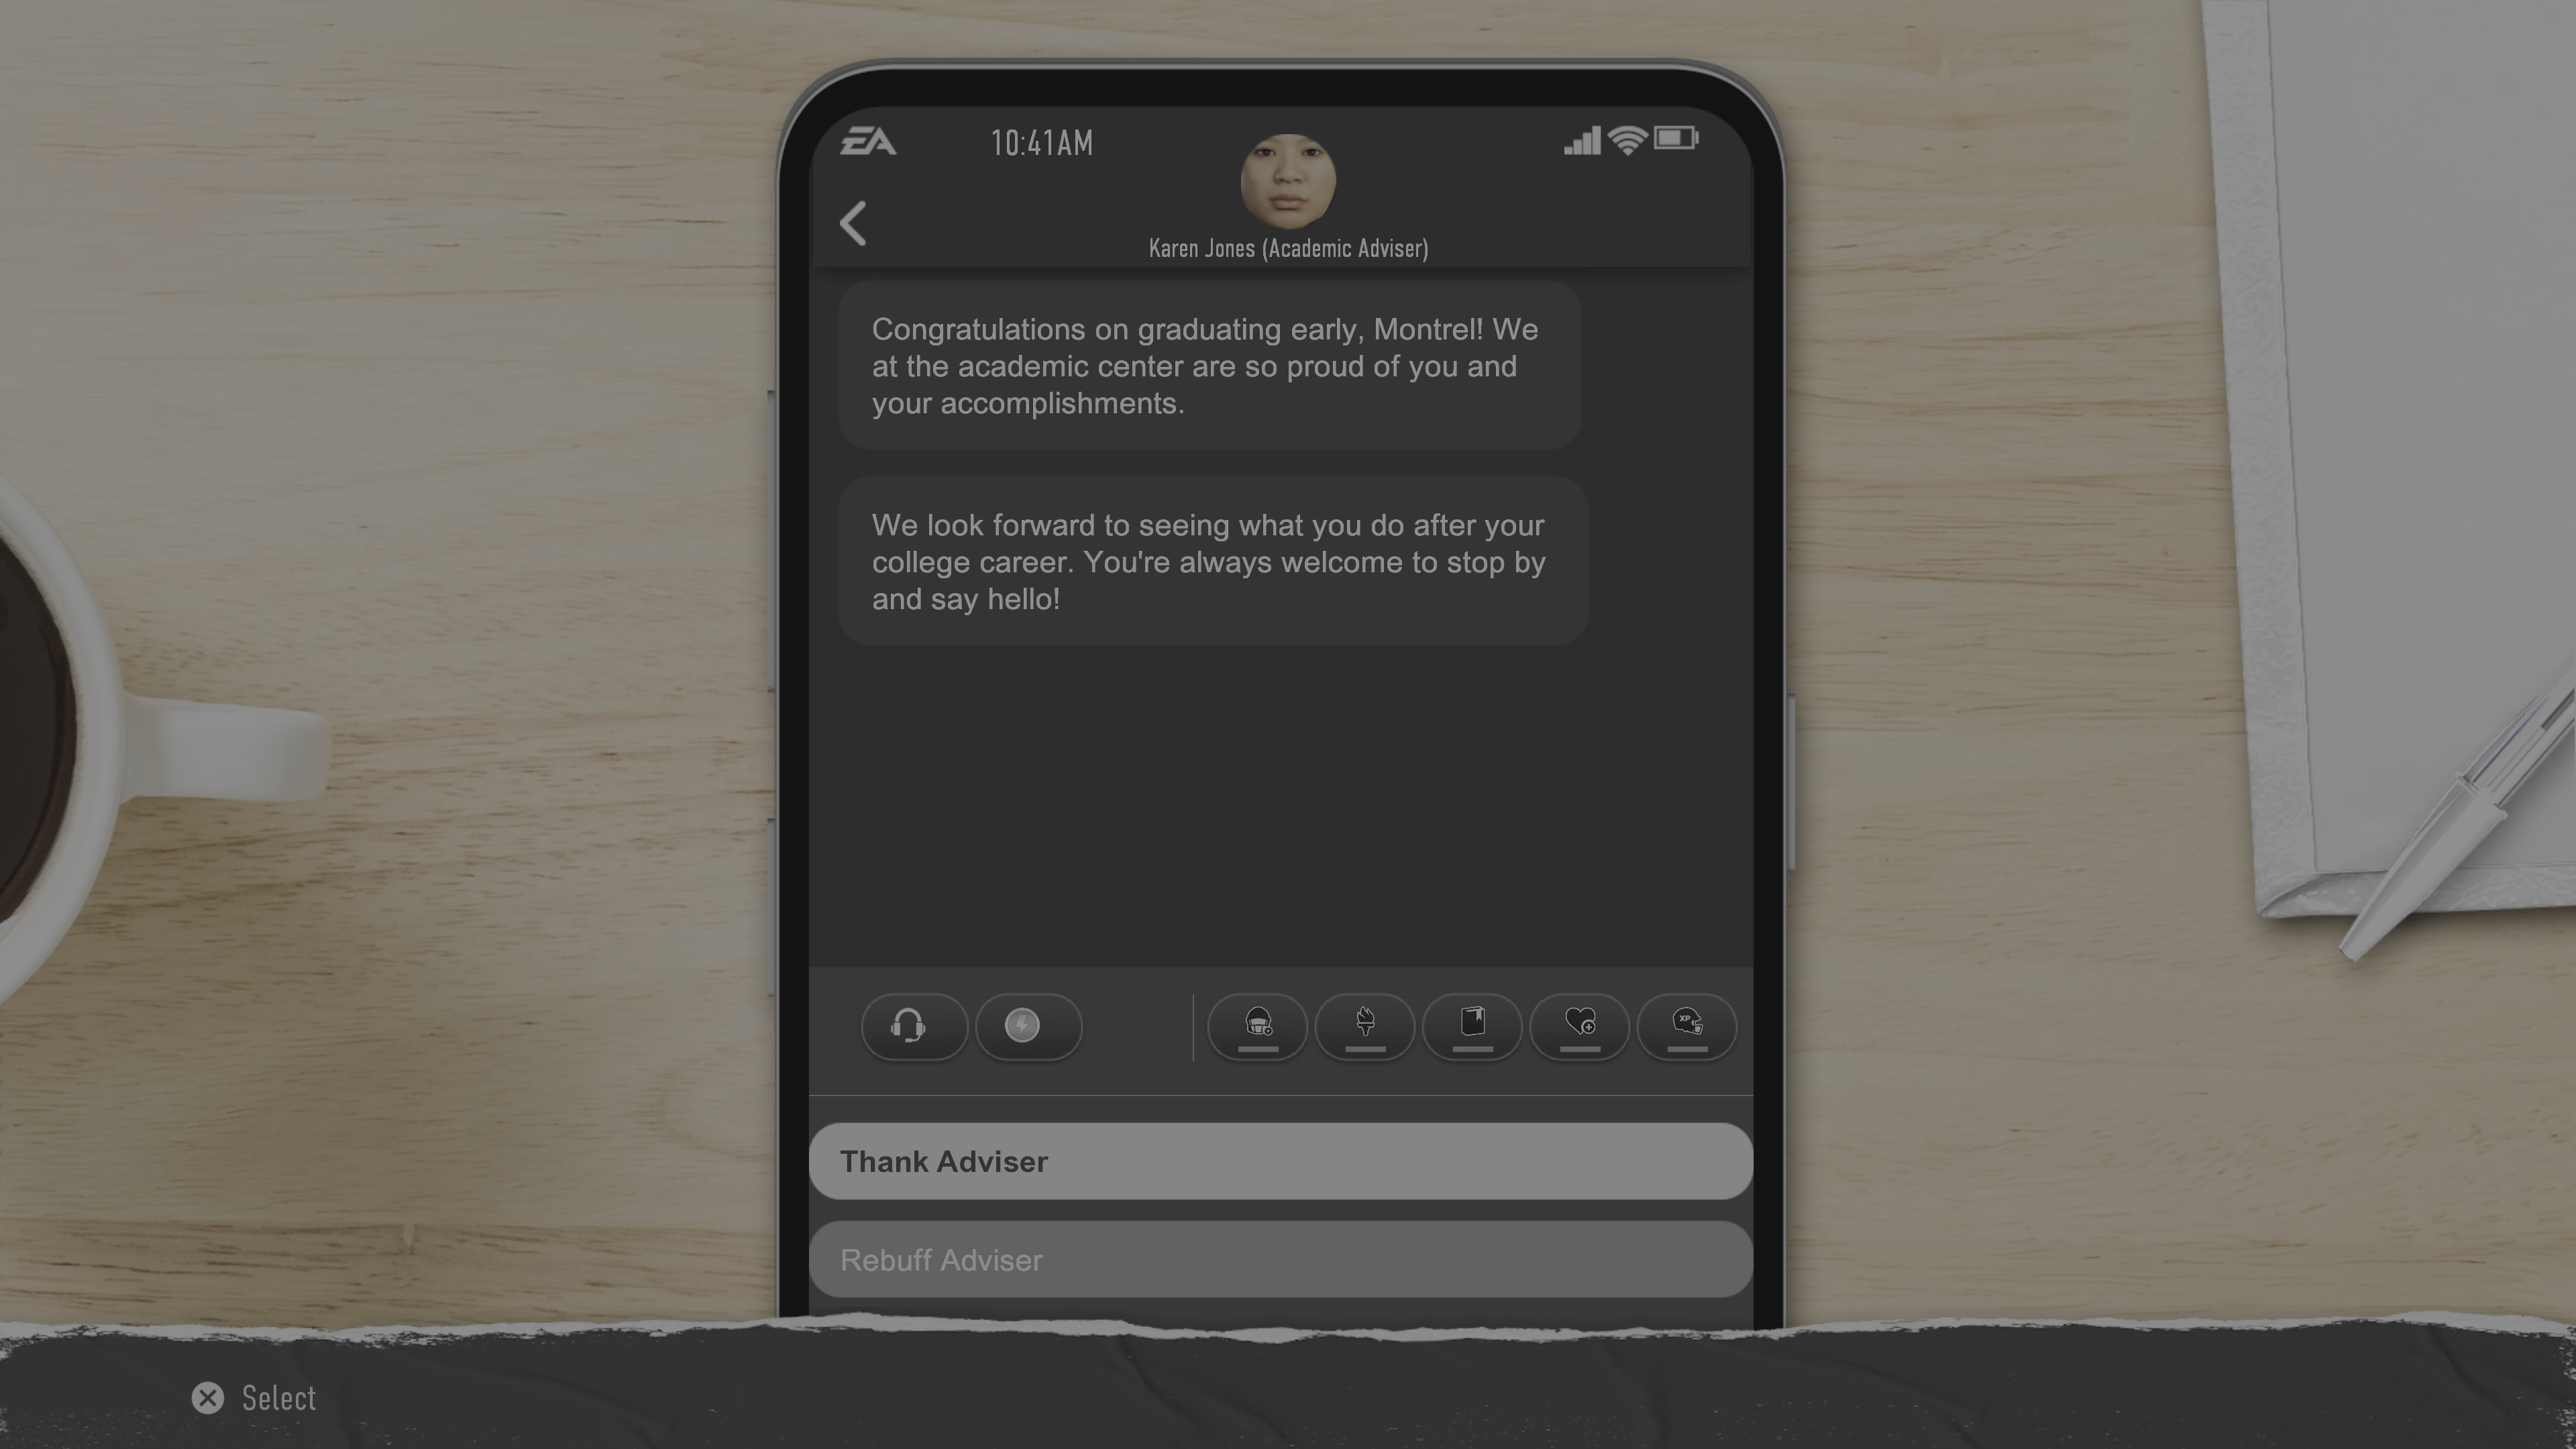 EA
10:41AM
Karen Jones (Academic Adviser)
Congratulations on graduating early, Montrel! We
at the academic center are so proud of you and
your accomplishments.
We look forward to seeing what you do after your
college career. You're always welcome to stop by
and say hello!
XP
Thank Adviser
Rebuff Adviser
Select